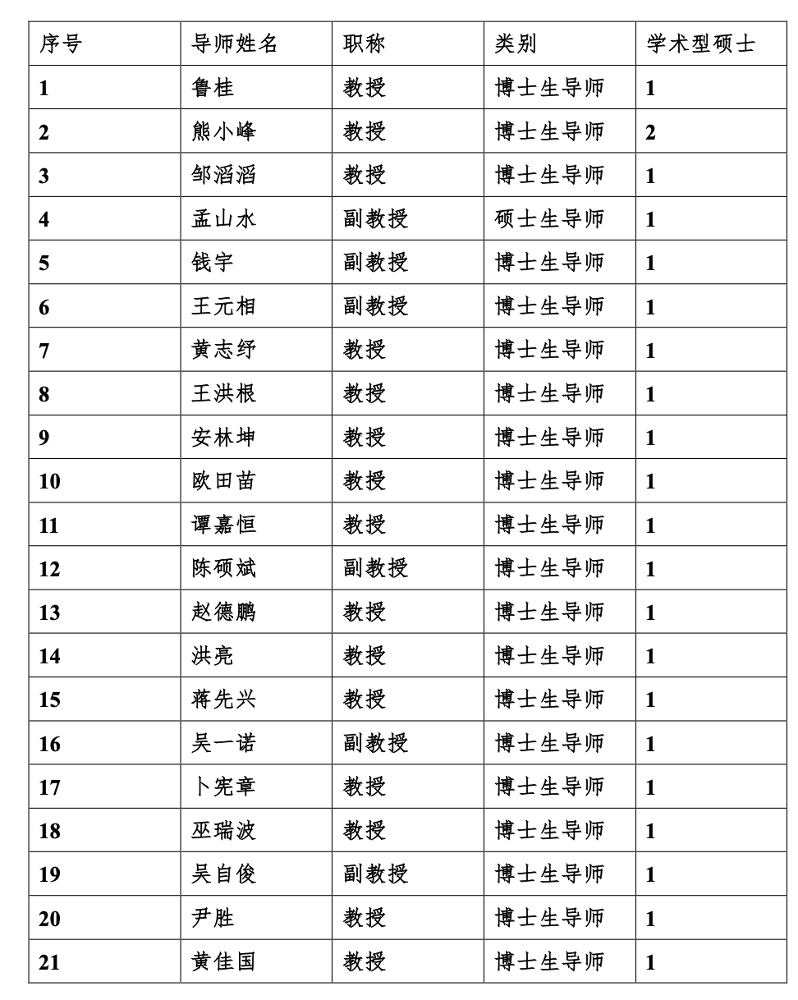 序号 导师姓名 职称 类别 学术型硕士
1 鲁桂 教授 博士生导师 1
2 熊小峰 教授 博士生导师 2
3 邹滔滔 教授 博士生导师 1
4 孟山水 副教授 硕士生导师 1
5 钱宇 副教授 博士生导师 1
6 王元相 副教授 博士生导师 1
7 黄志纾 教授 博士生导师 1
8 王洪根 教授 博士生导师 1
9 安林坤 教授 博士生导师 1
10 欧田苗 教授 博士生导师 1
11 谭嘉恒 教授 博士生导师 1
12 陈硕斌 副教授 博士生导师 1
13 赵德鹏 教授 博士生导师 1
14 洪亮 教授 博士生导师 1
15 蒋先兴 教授 博士生导师 1
16 吴一诺 副教授 博士生导师 1
17 卜宪章 教授 博士生导师 1
18 巫瑞波 教授 博士生导师 1
19 吴自俊 副教授 博士生导师 1
20 尹胜 教授 博士生导师 1
21 黄佳国 教授 博士生导师 1